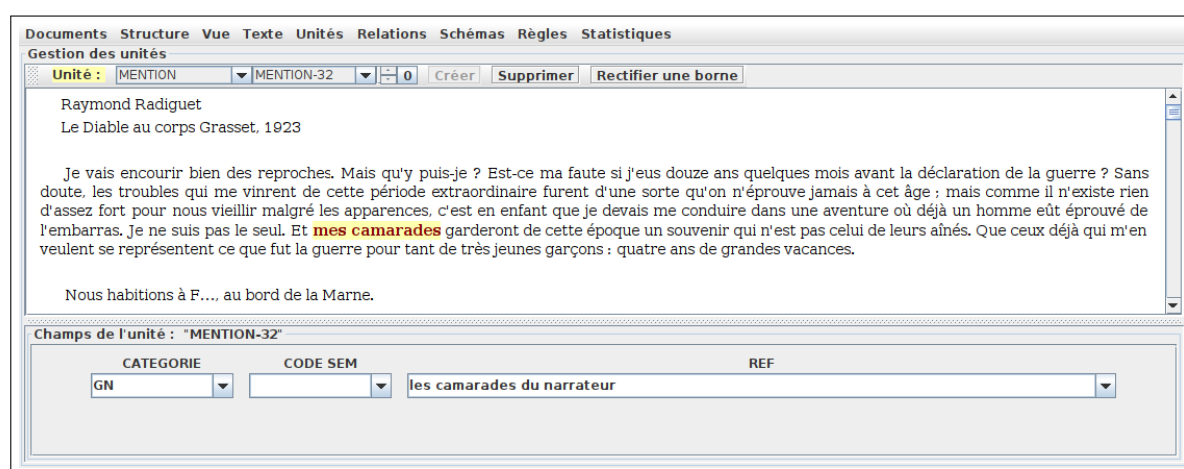 Documents Structure Vue Texte Unités Relations Schémas Règles Statistiques
Gestion des unités
Unité : MENTION MENTION-32 0 Créer Supprimer Rectifier une borne
Raymond Radiguet
Le Diable au corps Grasset, 1923
Je vais encourir bien des reproches. Mais qu'y puis-je ? Est-ce ma faute si j'eus douze ans quelques mois avant la déclaration de la guerre ? Sans
doute, les troubles qui me vinrent de cette période extraordinaire furent d'une sorte qu'on n'éprouve jamais à cet âge ; mais comme il n'existe rien
d'assez fort pour nous vieillir malgré les apparences, c'est en enfant que je devais me conduire dans une aventure où déjà un homme eût éprouvé de
l'embarras. Je ne suis pas le seul. Et mes camarades garderont de cette époque un souvenir qui n'est pas celui de leurs aînés. Que ceux déjà qui m'en
veulent se représentent ce que fut la guerre pour tant de très jeunes garçons : quatre ans de grandes vacances.
Nous habitions à F..., au bord de la Marne.
Champs de l'unité : "MENTION-32"
CATEGORIE CODE SEM REF
GN les camarades du narrateur